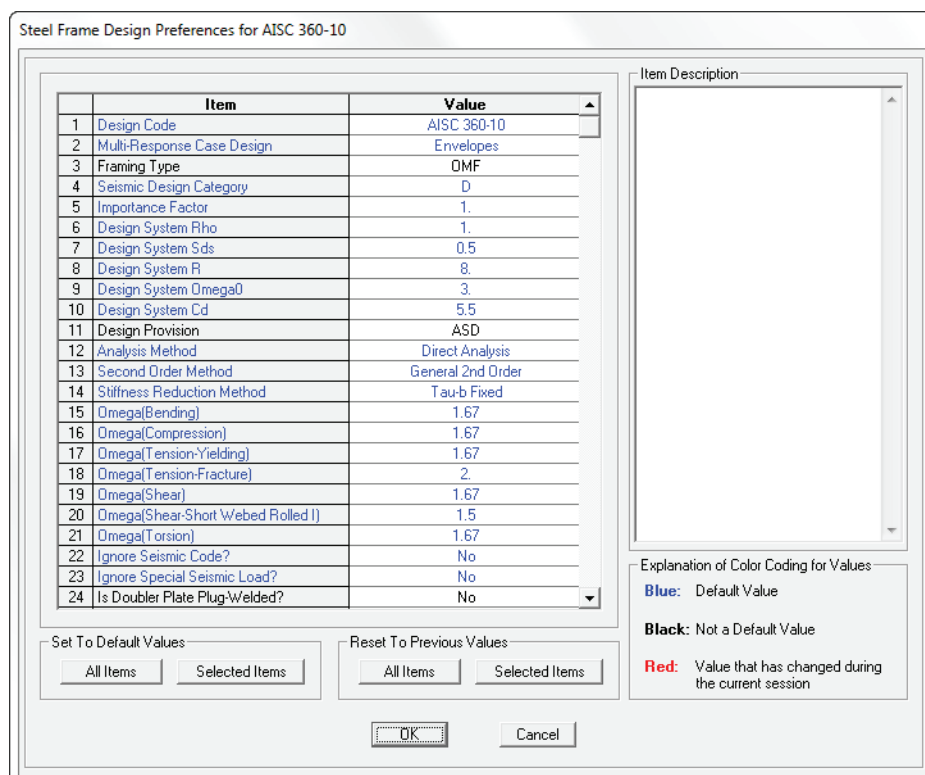 Steel Frame Design Preferences for AISC 360-10
Item Value
1 Design Code AISC 360-10
2 Multi-Response Case Design Envelopes
3 Framing Type OMF
4 Seismic Design Category D
5 Importance Factor 1.
6 Design System Rho 1.
7 Design System Sds 0.5
8 Design System R 8.
9 Design System Omega0 3.
10 Design System Cd 5.5
11 Design Provision ASD
12 Analysis Method Direct Analysis
13 Second Order Method General 2nd Order
14 Stiffness Reduction Method Tau-b Fixed
15 Omega(Bending) 1.67
16 Omega(Compression) 1.67
17 Omega(Tension-Yielding) 1.67
18 Omega(Tension-Fracture) 2.
19 Omega(Shear) 1.67
20 Omega(Shear-Short Webed Rolled I) 1.5
21 Omega(Torsion) 1.67
22 Ignore Seismic Code? No
23 Ignore Special Seismic Load? No
24 Is Doubler Plate Plug-Welded? No
Item Description
Explanation of Color Coding for Values
Blue: Default Value
Black: Not a Default Value
Red: Value that has changed during
the current session
Set To Default Values
All Items Selected Items
Reset To Previous Values
All Items Selected Items
OK Cancel